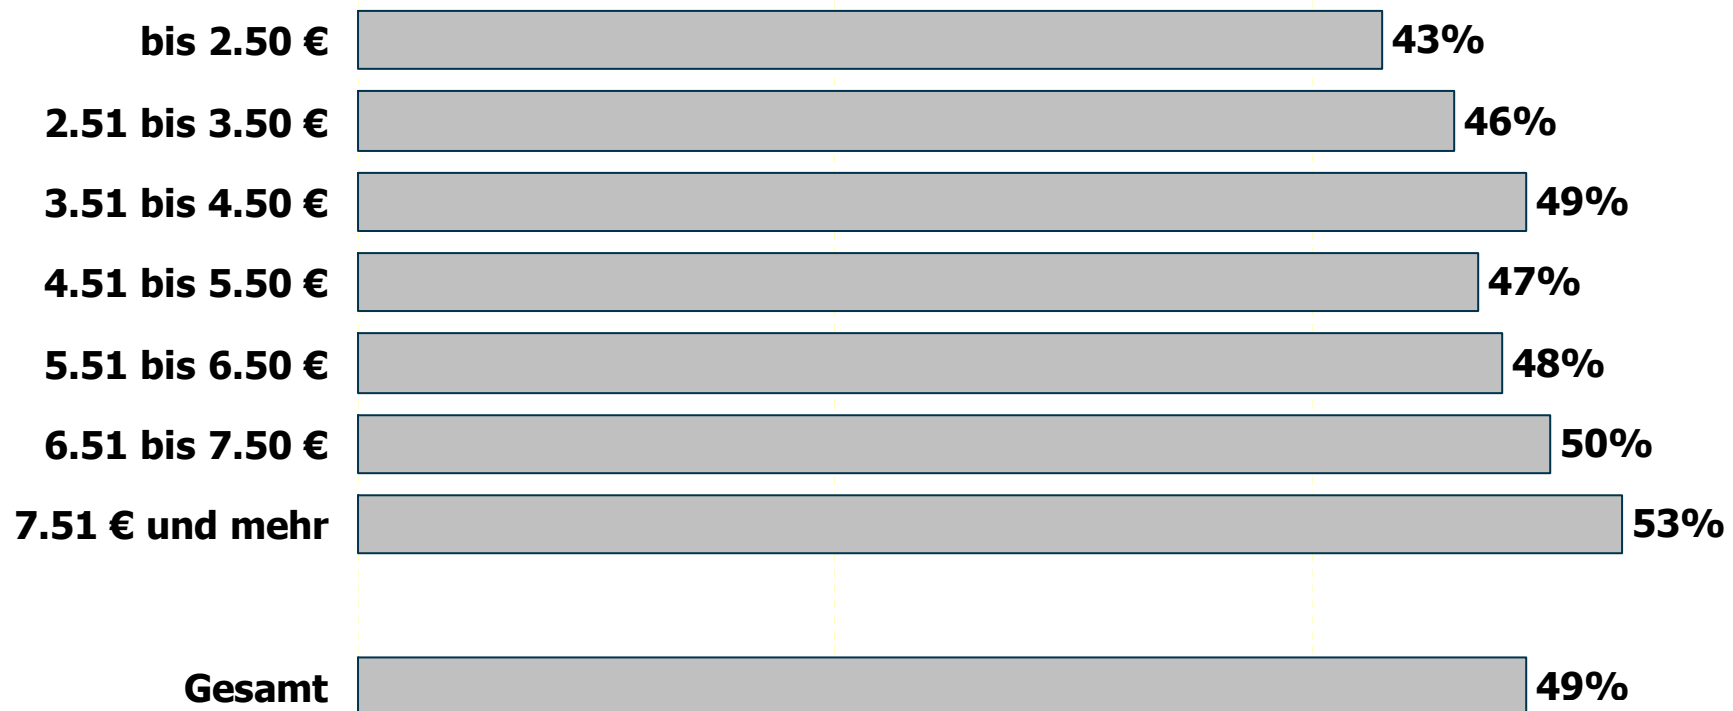 bis 2.50 € 43%
2.51 bis 3.50 € 46%
3.51 bis 4.50 € 49%
4.51 bis 5.50 € 47%
5.51 bis 6.50 € 48%
6.51 bis 7.50 € 50%
7.51 € und mehr 53%
Gesamt 49%